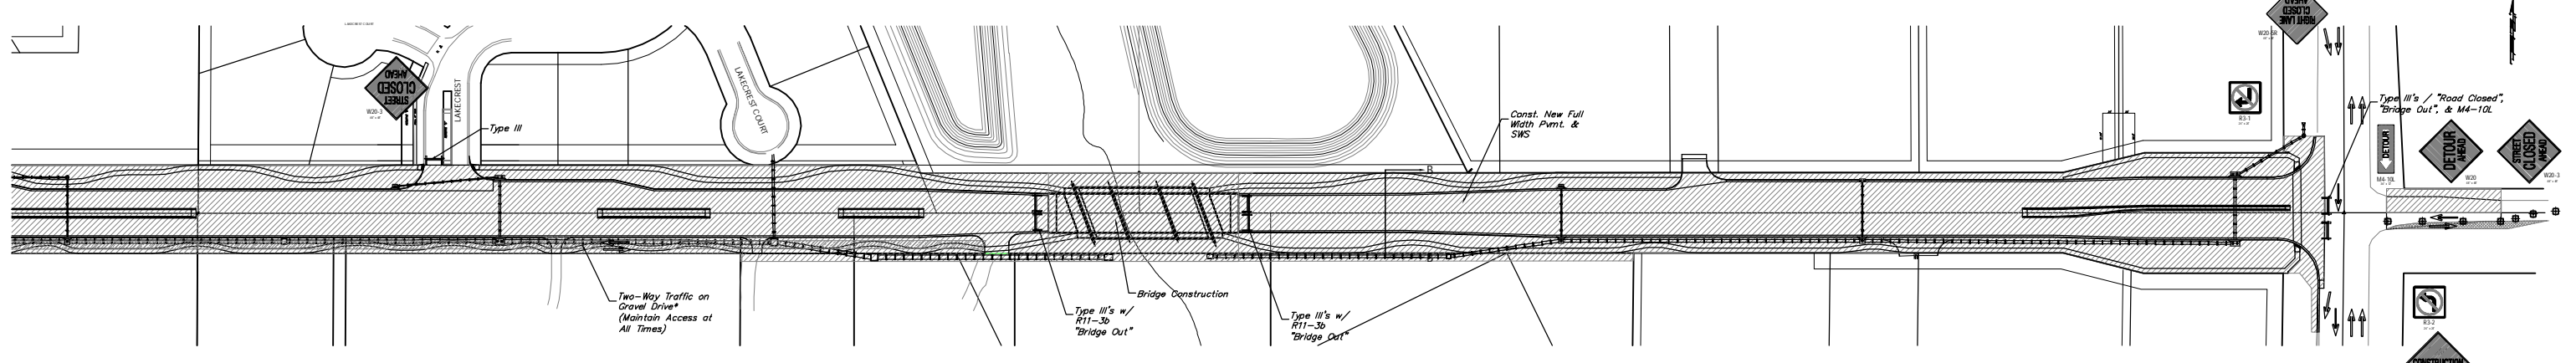 STREET
CLOSED
AHEAD
W20-3
LAKECREST
Type III
LAKECREST COURT
Const. New Full
Width Pvmt. &
SWS
RIGHT LANE
CLOSED
AHEAD
W20-5R
R3-1
Type III's / "Road Closed",
"Bridge Out", & M4-10L
DETOUR
M4-10L
DETOUR
AHEAD
W20
STREET
CLOSED
AHEAD
W20-3
B
B
Two-Way Traffic on
Gravel Drive*
(Maintain Access at
All Times)
Bridge Construction
Type III's w/
R11-3b
"Bridge Out"
Type III's w/
R11-3b
"Bridge Out"
R3-2
CONSTRUCTION